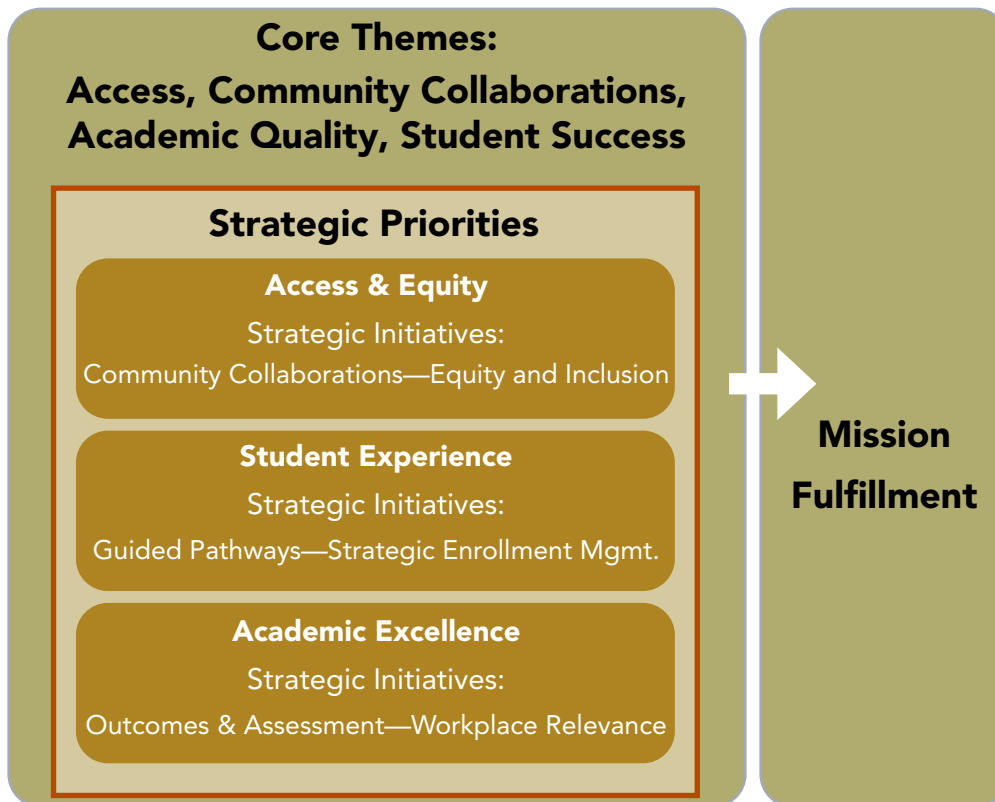 Core Themes:
Access, Community Collaborations,
Academic Quality, Student Success
Strategic Priorities
Access & Equity
Strategic Initiatives:
Community Collaborations—Equity and Inclusion
Student Experience
Strategic Initiatives:
Guided Pathways—Strategic Enrollment Mgmt.
Academic Excellence
Strategic Initiatives:
Outcomes & Assessment—Workplace Relevance
Mission
Fulfillment